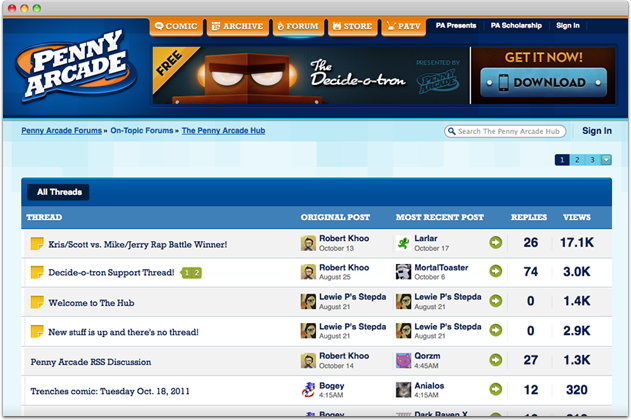 COMIC ARCHIVE FORUM STORE PATV PA Presents PA Scholarship Sign In
PENNY
ARCADE
FREE
The
Decide-o-tron
PRESENTED BY
PENNY
ARCADE
GET IT NOW!
DOWNLOAD
Penny Arcade Forums » On-Topic Forums » The Penny Arcade Hub
Search The Penny Arcade Hub
Sign In
1 2 3
All Threads
THREAD ORIGINAL POST MOST RECENT POST REPLIES VIEWS
Kris/Scott vs. Mike/Jerry Rap Battle Winner! Robert Khoo October 13 Larlar October 17 26 17.1K
Decide-o-tron Support Thread! 1 2 Robert Khoo August 25 MortalToaster October 6 74 3.0K
Welcome to The Hub Lewie P's Stepda August 21 Lewie P's Stepda August 21 0 1.4K
New stuff is up and there's no thread! Lewie P's Stepda August 21 Lewie P's Stepda August 21 0 2.9K
Penny Arcade RSS Discussion Robert Khoo October 14 Qorzm 4:45AM 27 1.3K
Trenches comic: Tuesday Oct. 18, 2011 Bogey 4:15AM Anialos 4:15AM 12 320
Bogey Dark Raven X